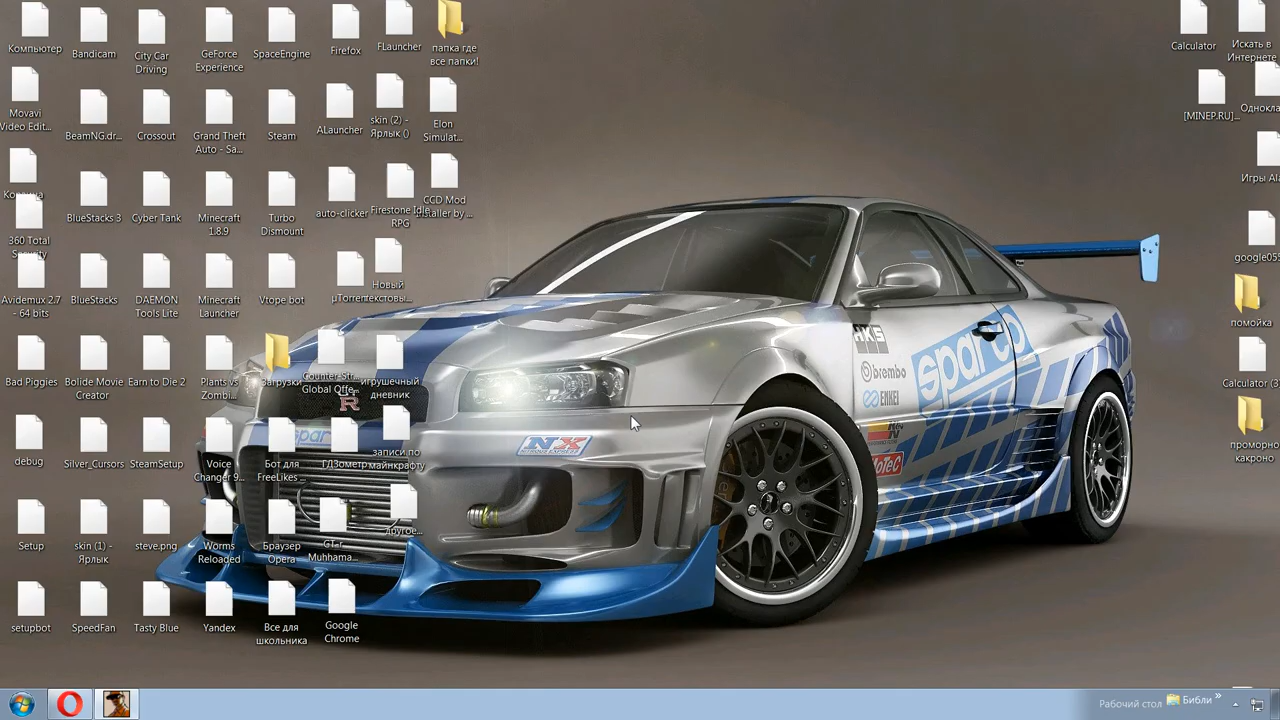 Компьютер
Bandicam
City Car
Driving
GeForce
Experience
SpaceEngine
Firefox
FLauncher
папка где
все папки!
Calculator
Искать в
Интернете
Movavi
Video Edit...
BeamNG.dr...
Crossout
Grand Theft
Auto - Sa...
Steam
ALauncher
skin (2) -
Ярлык ()
Elon
Simulat...
[MINEP.RU]...
Однокла
Корзина
BlueStacks 3
Cyber Tank
Minecraft
1.8.9
Turbo
Dismount
auto-clicker
Firestone Idle
RPG
CCD Mod
Installer by ...
Игры Ala
360 Total
Security
google055
Avidemux 2.7
- 64 bits
BlueStacks
DAEMON
Tools Lite
Minecraft
Launcher
Vtope bot
µTorrent
Новый
текстовы...
помойка
Bad Piggies
Bolide Movie
Creator
Earn to Die 2
Plants vs
Zombi...
Загрузки
Counter-Str...
Global Offe...
игрушечный
дневник
Calculator (3
HKS
brembo
ENKEI
sparco
NX
R
debug
Silver_Cursors
SteamSetup
Voice
Changer 9...
Бот для
FreeLikes ...
ГДЗометр
записи по
майнкрафту
проморно
какроно
Setup
skin (1) -
Ярлык
steve.png
Worms
Reloaded
Браузер
Opera
GT-r
Muhhama...
другое...
setupbot
SpeedFan
Tasty Blue
Yandex
Все для
школьника
Google
Chrome
Рабочий стол
Библи